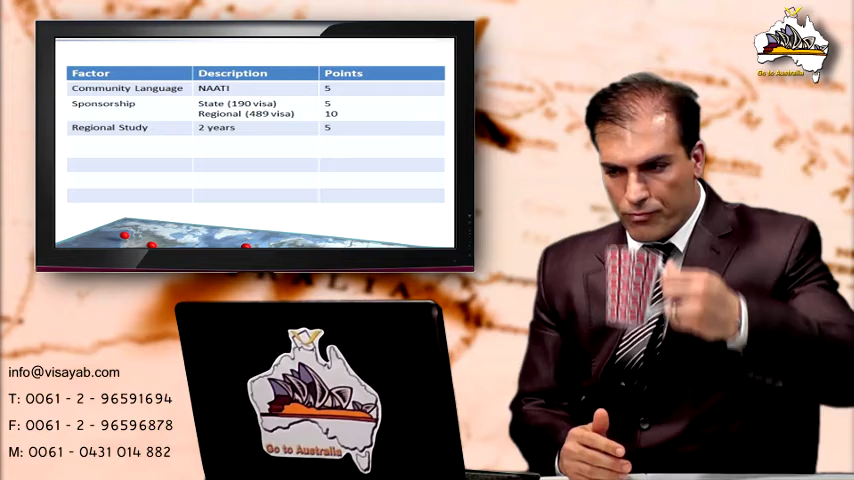 Factor Description Points
Community Language NAATI 5
Sponsorship State (190 visa) 5
Regional (489 visa) 10
Regional Study 2 years 5
Go to Australia
info@visayab.com
T: 0061 - 2 - 96591694
F: 0061 - 2 - 96596878
M: 0061 - 0431 014 882
Go to Australia